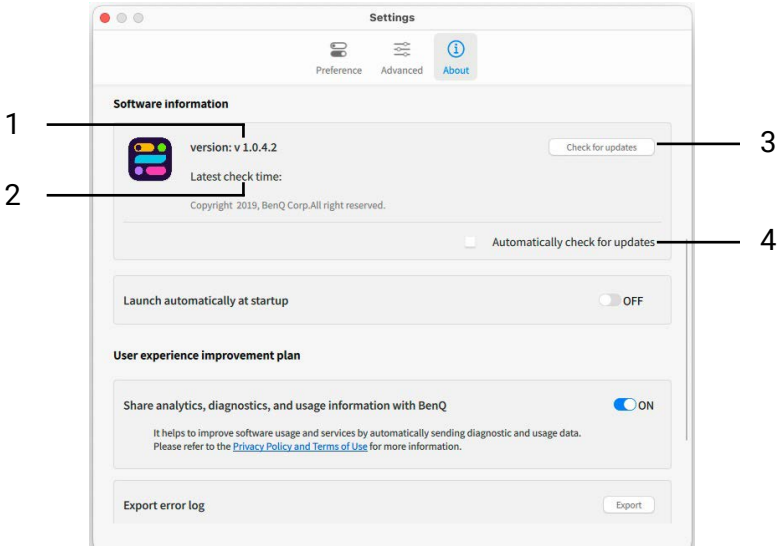 Settings
Preference Advanced About
Software information
1
version: v 1.0.4.2
Check for updates
3
Latest check time:
2
Copyright 2019, BenQ Corp.All right reserved.
Automatically check for updates
4
Launch automatically at startup
OFF
User experience improvement plan
Share analytics, diagnostics, and usage information with BenQ
ON
It helps to improve software usage and services by automatically sending diagnostic and usage data.
Please refer to the Privacy Policy and Terms of Use for more information.
Export error log
Export